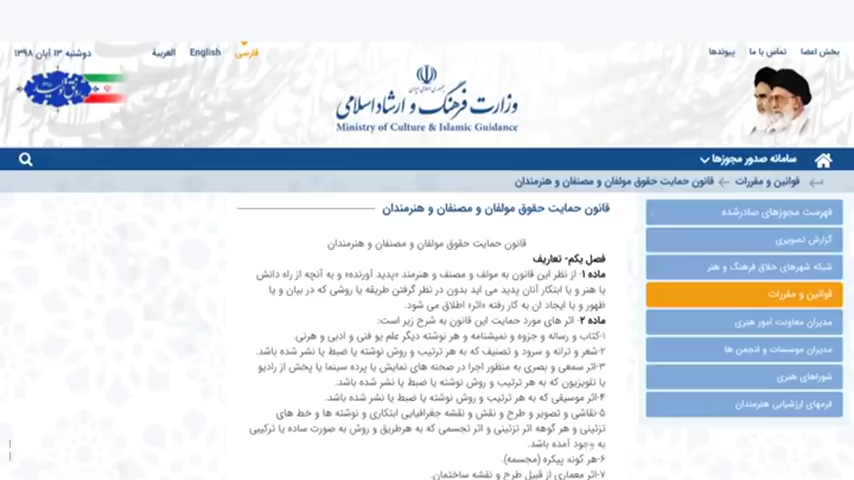 دوشنبه ۱۳ آبان ۱۳۹۸
العربیة
English
فارسی
پیوندها
تماس با ما
بخش اعضا
جمهوری اسلامی ایران
وزارت فرهنگ و ارشاد اسلامی
Ministry of Culture & Islamic Guidance
سامانه صدور مجوزها
قوانین و مقررات
قانون حمایت حقوق مولفان و مصنفان و هنرمندان
فهرست مجوزهای صادرشده
گزارش تصویری
شبکه شهرهای خلاق فرهنگ و هنر
قوانین و مقررات
مدیران معاونت امور هنری
مدیران موسسات و انجمن ها
شوراهای هنری
فرمهای ارزشیابی هنرمندان
قانون حمایت حقوق مولفان و مصنفان و هنرمندان
قانون حمایت حقوق مولفان و مصنفان و هنرمندان
فصل یکم- تعاریف
ماده ۱- از نظر این قانون به مولف و مصنف و هنرمند «پدید آورنده» و به آنچه از راه دانش
یا هنر و یا ابتکار آنان پدید می اید بدون در نظر گرفتن طریقه یا روشی که در بیان و یا
ظهور و یا ایجاد ان به کار رفته «اثر» اطلاق می شود.
ماده ۲- اثر های مورد حمایت این قانون به شرح زیر است:
۱-کتاب و رساله و جزوه و نمیشنامه و هر نوشته دیگر علم یو فنی و ادبی و هرنی.
۲-شعر و ترانه و سرود و تصنیف که به هر ترتیب و روش نوشته یا ضبط یا نشر شده باشد.
۳-اثر سمعی و بصری به منظور اجرا در صحنه های نمایش یا پرده سینما یا پخش از رادیو
یا تلویزیون که به هر ترتیب و روش نوشته یا ضبط یا نشر شده باشد.
۴-اثر موسیقی که به هر ترتیب و روش نوشته یا ضبط یا نشر شده باشد.
۵-نقاشی و تصویر و طرح و نقش و نقشه جغرافیایی ابتکاری و نوشته ها و خط های
تزئینی و هر گوهه اثر تزئینی و اثر تجسمی که به هرطریق و روش به صورت ساده یا ترکیبی
به وجود آمده باشد.
۶-هر گونه پیکره (مجسمه).
۷-اثر معماری از قبیل طرح و نقشه ساختمان.